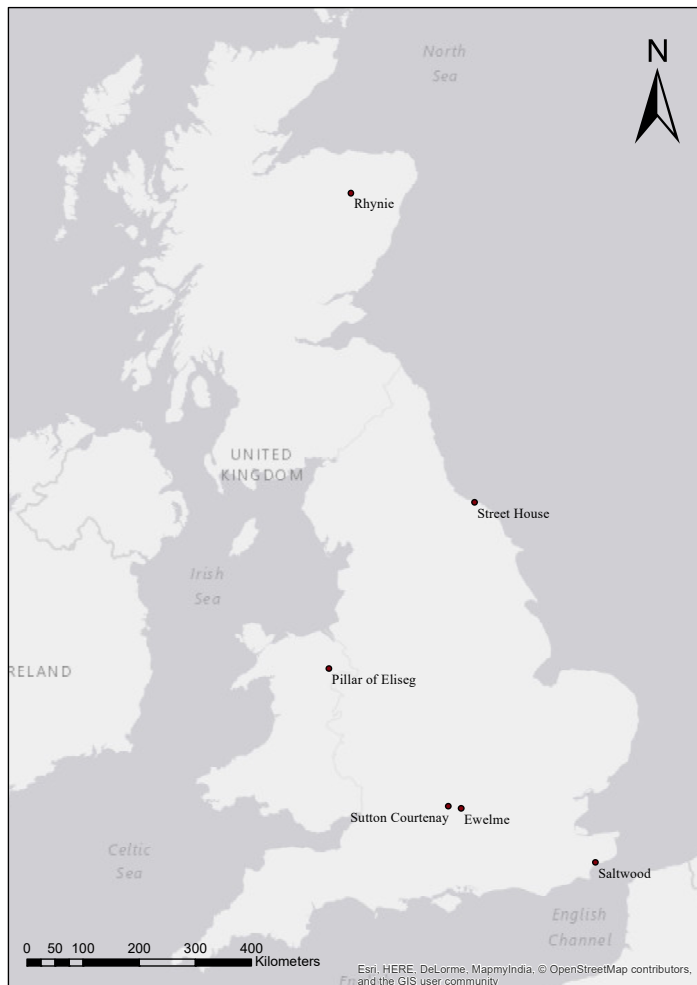 North
Sea
N
Rhynie
UNITED
KINGDOM
Street House
Irish
Sea
RELAND
Pillar of Eliseg
Sutton Courtenay
Ewelme
Celtic
Sea
Saltwood
English
Channel
0 50 100 200 300 400
Kilometers
Esri, HERE, DeLorme, MapmyIndia, © OpenStreetMap contributors,
and the GIS user community